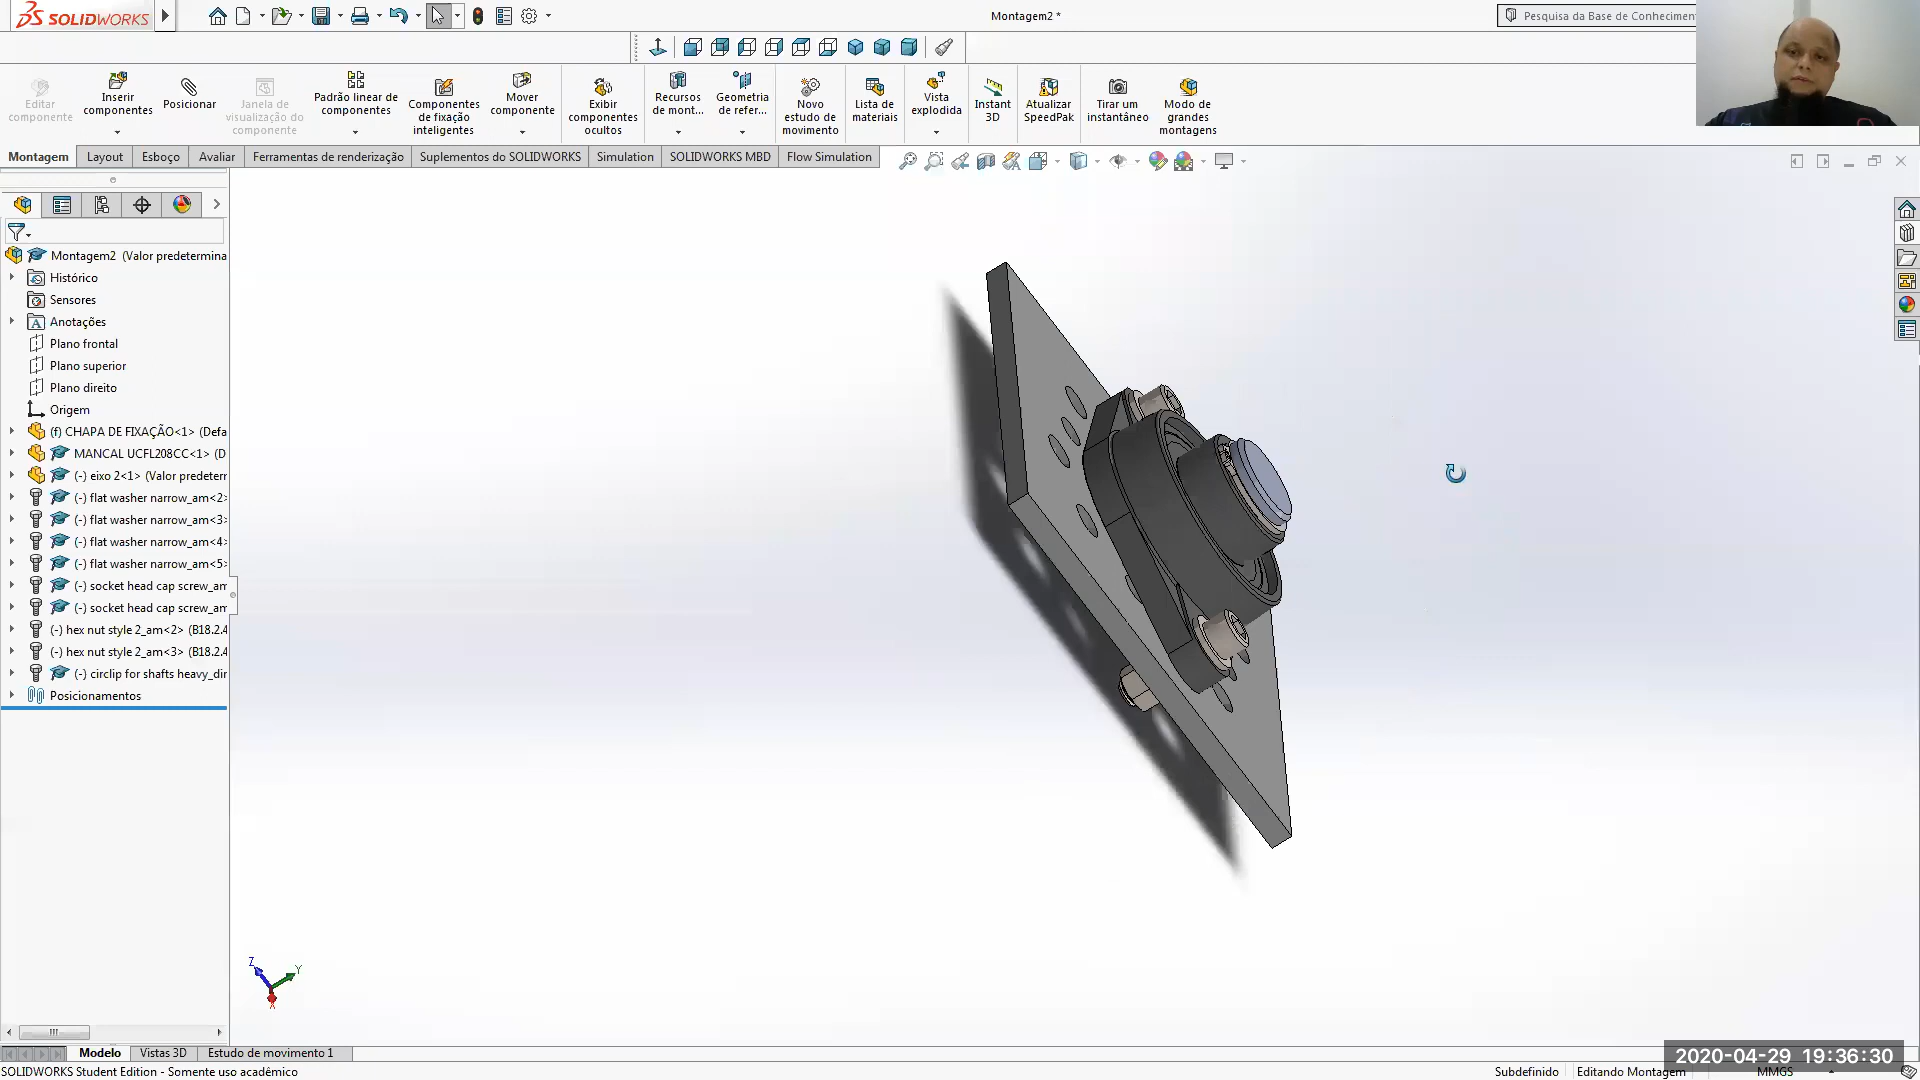 SOLIDWORKS
Montagem2 *
Pesquisa da Base de Conheciment
Editar componente
Inserir componentes
Posicionar
Janela de visualização do componente
Padrão linear de componentes
Componentes de fixação inteligentes
Mover componente
Exibir componentes ocultos
Recursos de mont...
Geometria de refer...
Novo estudo de movimento
Lista de materiais
Vista explodida
Instant 3D
Atualizar SpeedPak
Tirar um instantâneo
Modo de grandes montagens
Montagem
Layout
Esboço
Avaliar
Ferramentas de renderização
Suplementos do SOLIDWORKS
Simulation
SOLIDWORKS MBD
Flow Simulation
Montagem2 (Valor predetermina
Histórico
Sensores
Anotações
Plano frontal
Plano superior
Plano direito
Origem
(f) CHAPA DE FIXAÇÃO<1> (Defa
MANCAL UCFL208CC<1> (D
(-) eixo 2<1> (Valor predeterr
(-) flat washer narrow_am<2>
(-) flat washer narrow_am<3>
(-) flat washer narrow_am<4>
(-) flat washer narrow_am<5>
(-) socket head cap screw_am
(-) socket head cap screw_am
(-) hex nut style 2_am<2> (B18.2.4
(-) hex nut style 2_am<3> (B18.2.4
(-) circlip for shafts heavy_dir
Posicionamentos
Z
Y
X
Modelo
Vistas 3D
Estudo de movimento 1
2020-04-29 19:36:30
SOLIDWORKS Student Edition - Somente uso acadêmico
Subdefinido
Editando Montagem
MMGS